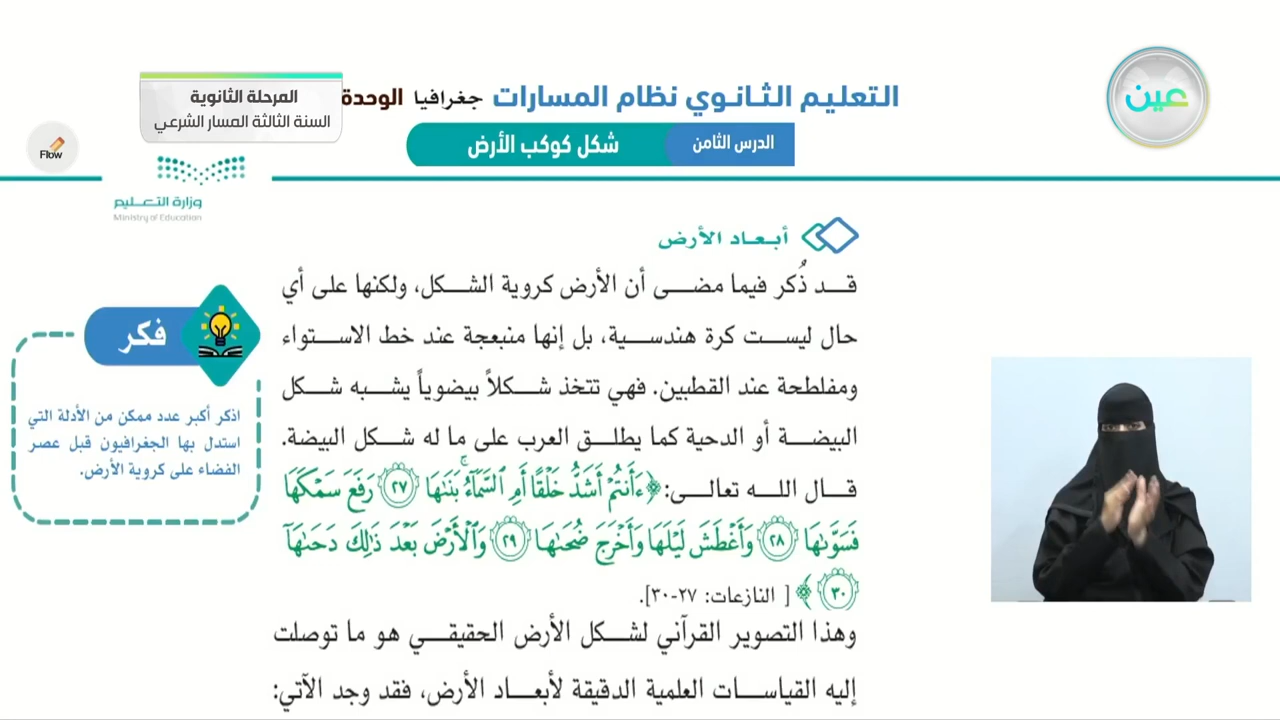 عين
التعليم الثانوي نظام المسارات جغرافيا الوحدة
المرحلة الثانوية
السنة الثالثة المسار الشرعي
الدرس الثامن
شكل كوكب الأرض
Flow
وزارة التعليم
Ministry of Education
أبعاد الأرض
قد ذُكر فيما مضى أن الأرض كروية الشكل، ولكنها على أي
حال ليست كرة هندسية، بل إنها منبعجة عند خط الاستواء
ومفلطحة عند القطبين. فهي تتخذ شكلاً بيضوياً يشبه شكل
البيضة أو الدحية كما يطلق العرب على ما له شكل البيضة.
قال الله تعالى: ﴿ءَأَنتُمْ أَشَدُّ خَلْقًا أَمِ ٱلسَّمَآءُ ۚ بَنَىٰهَا ٢٧ رَفَعَ سَمْكَهَا
فَسَوَّىٰهَا ٢٨ وَأَغْطَشَ لَيْلَهَا وَأَخْرَجَ ضُحَىٰهَا ٢٩ وَٱلْأَرْضَ بَعْدَ ذَٰلِكَ دَحَىٰهَآ
٣٠﴾ [ النازعات: ٢٧-٣٠].
وهذا التصوير القرآني لشكل الأرض الحقيقي هو ما توصلت
إليه القياسات العلمية الدقيقة لأبعاد الأرض، فقد وجد الآتي:
فكر
اذكر أكبر عدد ممكن من الأدلة التي
استدل بها الجغرافيون قبل عصر
الفضاء على كروية الأرض.